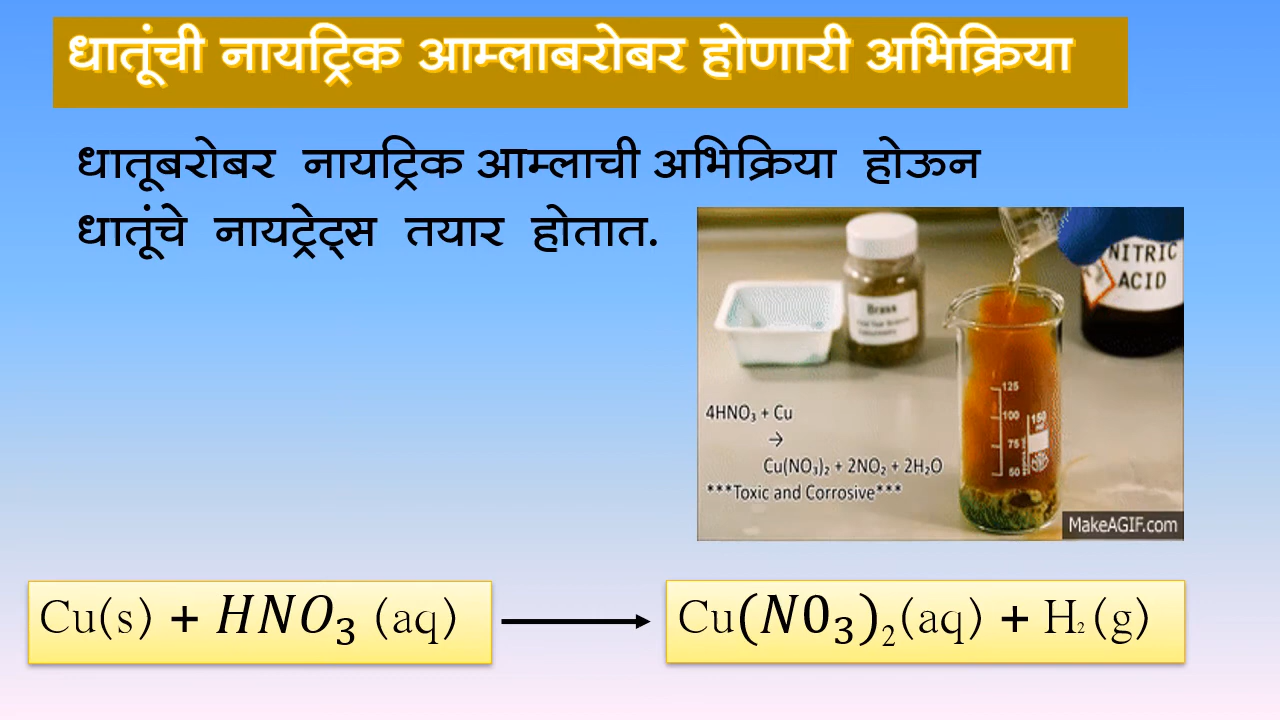 धातूंची नायट्रिक आम्लाबरोबर होणारी अभिक्रिया
धातूबरोबर नायट्रिक आम्लाची अभिक्रिया होऊन
धातूंचे नायट्रेट्स तयार होतात.
NITRIC
ACID
Brass
125
100
150
75
50
4HNO₃ + Cu
→
Cu(NO₃)₂ + 2NO₂ + 2H₂O
***Toxic and Corrosive***
MakeAGIF.com
Cu(s) + HNO₃ (aq) ⟶ Cu(N0₃)₂(aq) + H₂(g)